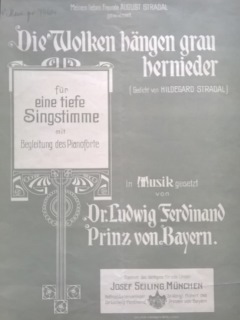 Meinem lieben Freunde AUGUST STRADAL
gewidmet
Die Wolken hängen grau
hernieder
(Gedicht von HILDEGARD STRADAL)
für
eine tiefe
Singstimme
mit
Begleitung des Pianoforte
in Musik gesetzt
von
Dr. Ludwig Ferdinand
Prinz von Bayern.
JOSEF SEILING MÜNCHEN